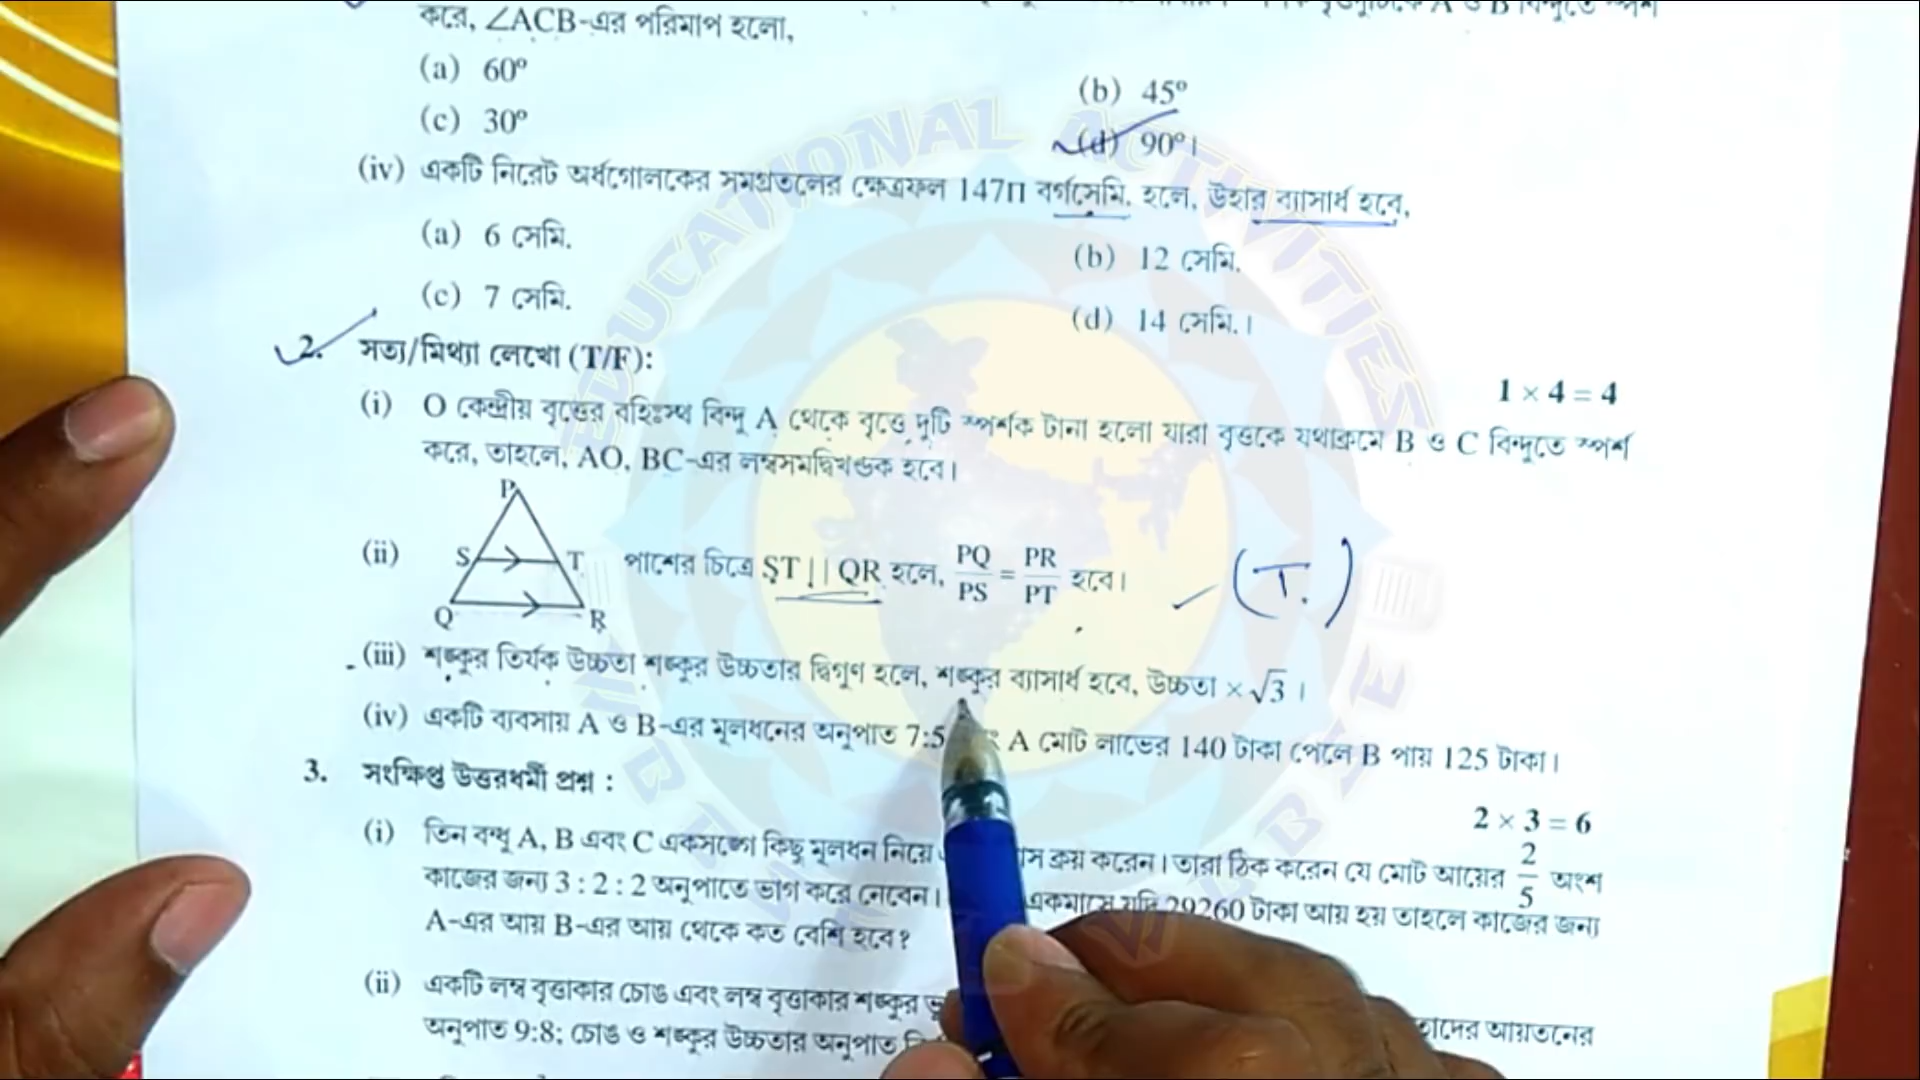 করে, ∠ACB-এর পরিমাপ হলো,
A ও B বিন্দুতে স্পর্শ
(a) 60°
(b) 45°
(c) 30°
(d) 90°।
(iv) একটি নিরেট অর্ধগোলকের সমগ্রতলের ক্ষেত্রফল 147π বর্গসেমি. হলে, উহার ব্যাসার্ধ হবে,
(a) 6 সেমি.
(b) 12 সেমি.
(c) 7 সেমি.
(d) 14 সেমি.।
2. সত্য/মিথ্যা লেখো (T/F):
1 × 4 = 4
(i) O কেন্দ্রীয় বৃত্তের বহিঃস্থ বিন্দু A থেকে বৃত্তে দুটি স্পর্শক টানা হলো যারা বৃত্তকে যথাক্রমে B ও C বিন্দুতে স্পর্শ
করে, তাহলে, AO, BC-এর লম্বসমদ্বিখণ্ডক হবে।
P
S T
Q R
(ii) পাশের চিত্রে ST || QR হলে, PQ/PS = PR/PT হবে।
(T.)
(iii) শঙ্কুর তির্যক উচ্চতা শঙ্কুর উচ্চতার দ্বিগুণ হলে, শঙ্কুর ব্যাসার্ধ হবে, উচ্চতা × √3 ।
(iv) একটি ব্যবসায় A ও B-এর মূলধনের অনুপাত 7:5 A মোট লাভের 140 টাকা পেলে B পায় 125 টাকা।
3. সংক্ষিপ্ত উত্তরধর্মী প্রশ্ন :
2 × 3 = 6
(i) তিন বন্ধু A, B এবং C একসঙ্গে কিছু মূলধন নিয়ে ক্রয় করেন। তারা ঠিক করেন যে মোট আয়ের 2/5 অংশ
কাজের জন্য 3 : 2 : 2 অনুপাতে ভাগ করে নেবেন। একমাসে যদি 29260 টাকা আয় হয় তাহলে কাজের জন্য
A-এর আয় B-এর আয় থেকে কত বেশি হবে?
(ii) একটি লম্ব বৃত্তাকার চোঙ এবং লম্ব বৃত্তাকার শঙ্কুর
তাদের আয়তনের
অনুপাত 9:8; চোঙ ও শঙ্কুর উচ্চতার অনুপাত
EDUCATIONAL ACTIVITIES